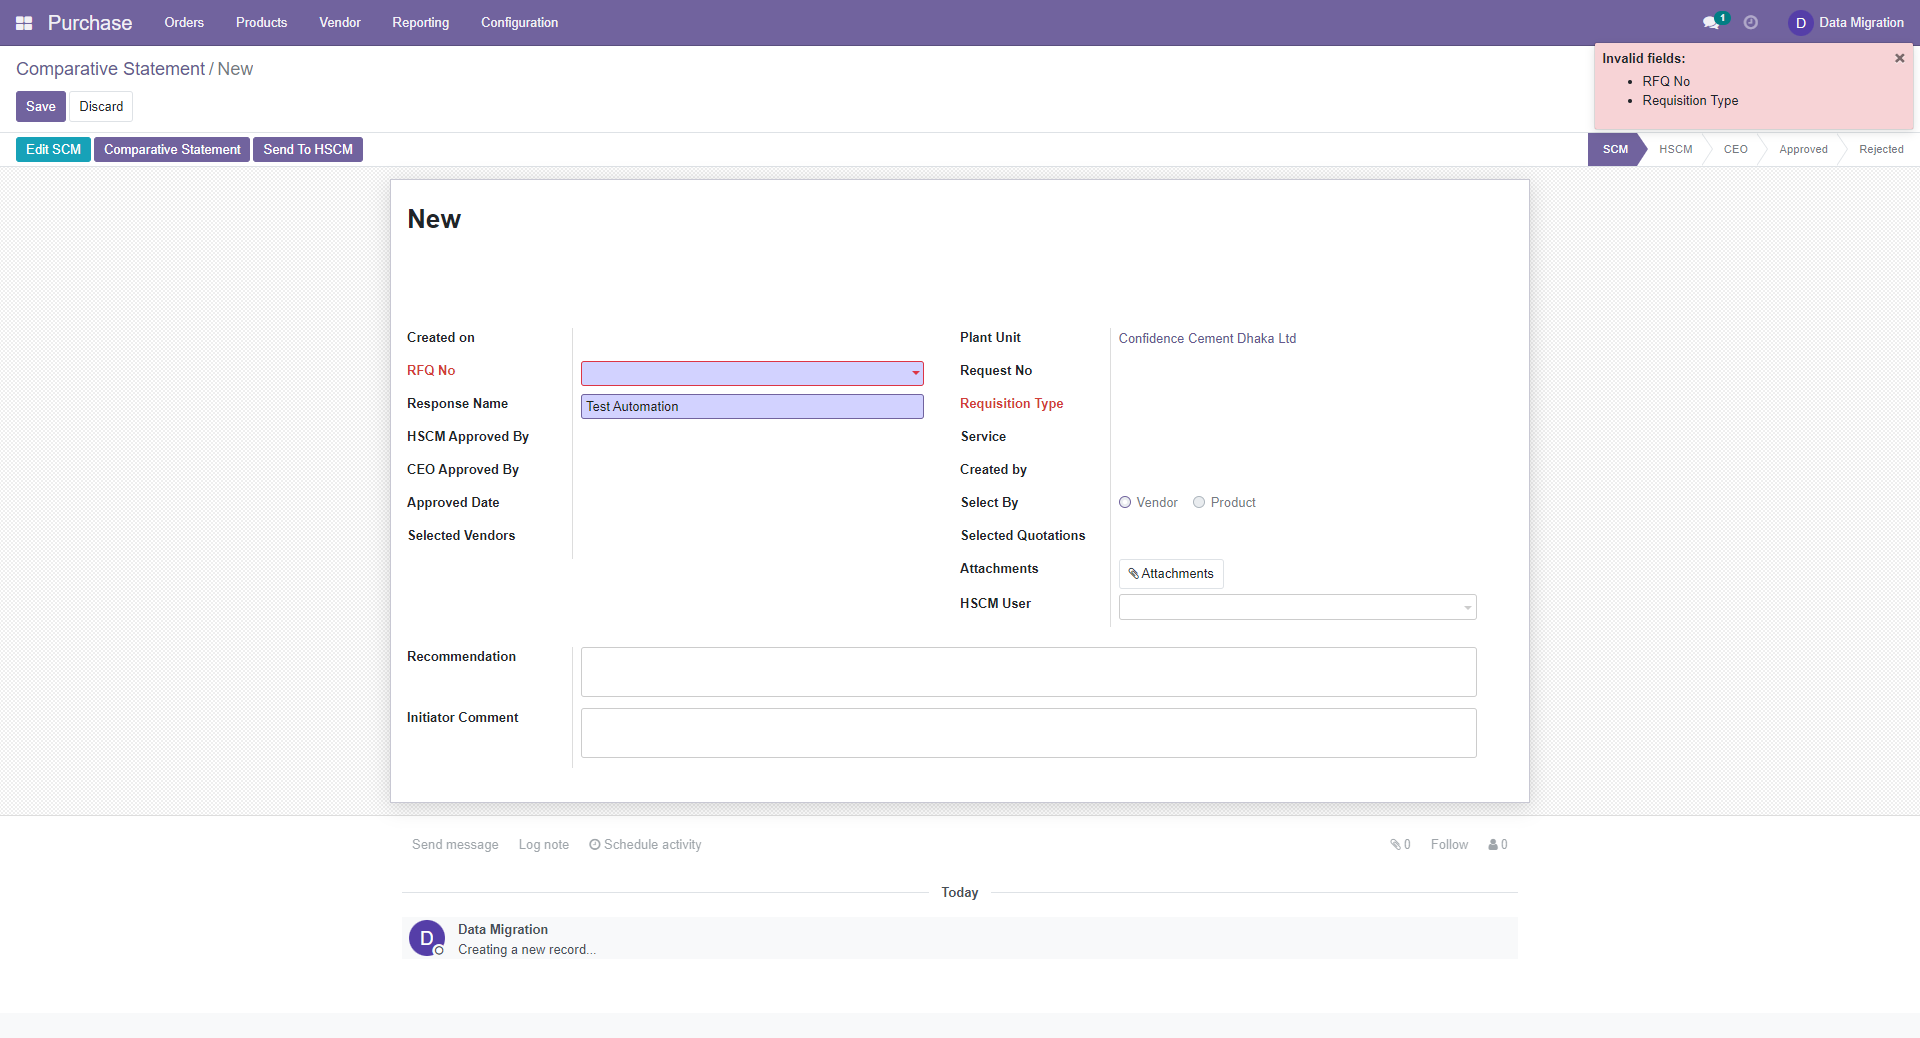 Purchase Orders Products Vendor Reporting Configuration 1 D Data Migration
Comparative Statement / New
Save Discard
Invalid fields:
RFQ No
Requisition Type
Edit SCM Comparative Statement Send To HSCM
SCM HSCM CEO Approved Rejected
New
Created on
RFQ No
Response Name Test Automation
HSCM Approved By
CEO Approved By
Approved Date
Selected Vendors
Plant Unit Confidence Cement Dhaka Ltd
Request No
Requisition Type
Service
Created by
Select By Vendor Product
Selected Quotations
Attachments Attachments
HSCM User
Recommendation
Initiator Comment
Send message Log note Schedule activity 0 Follow 0
Today
D Data Migration
Creating a new record...